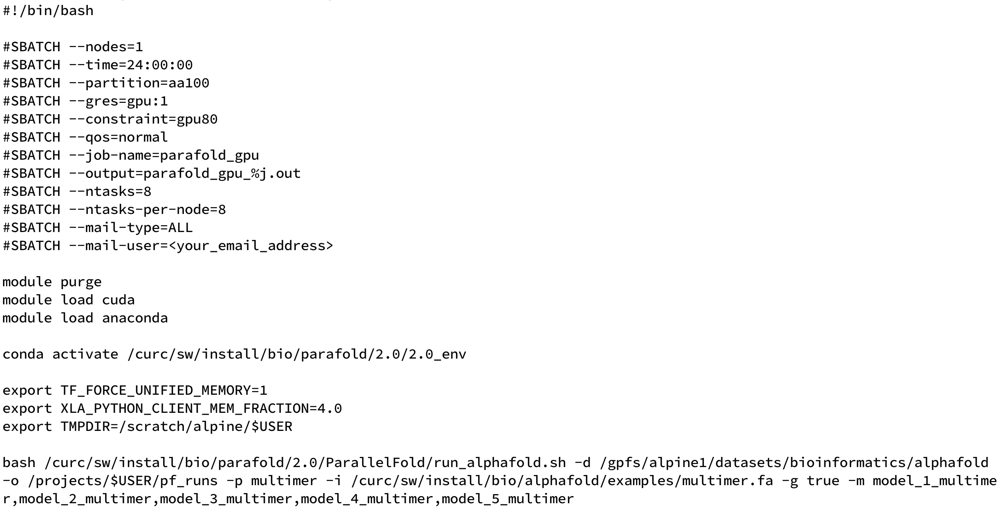 #!/bin/bash
#SBATCH --nodes=1
#SBATCH --time=24:00:00
#SBATCH --partition=aa100
#SBATCH --gres=gpu:1
#SBATCH --constraint=gpu80
#SBATCH --qos=normal
#SBATCH --job-name=parafold_gpu
#SBATCH --output=parafold_gpu_%j.out
#SBATCH --ntasks=8
#SBATCH --ntasks-per-node=8
#SBATCH --mail-type=ALL
#SBATCH --mail-user=<your_email_address>
module purge
module load cuda
module load anaconda
conda activate /curc/sw/install/bio/parafold/2.0/2.0_env
export TF_FORCE_UNIFIED_MEMORY=1
export XLA_PYTHON_CLIENT_MEM_FRACTION=4.0
export TMPDIR=/scratch/alpine/$USER
bash /curc/sw/install/bio/parafold/2.0/ParallelFold/run_alphafold.sh -d /gpfs/alpine1/datasets/bioinformatics/alphafold
-o /projects/$USER/pf_runs -p multimer -i /curc/sw/install/bio/alphafold/examples/multimer.fa -g true -m model_1_multime
r,model_2_multimer,model_3_multimer,model_4_multimer,model_5_multimer